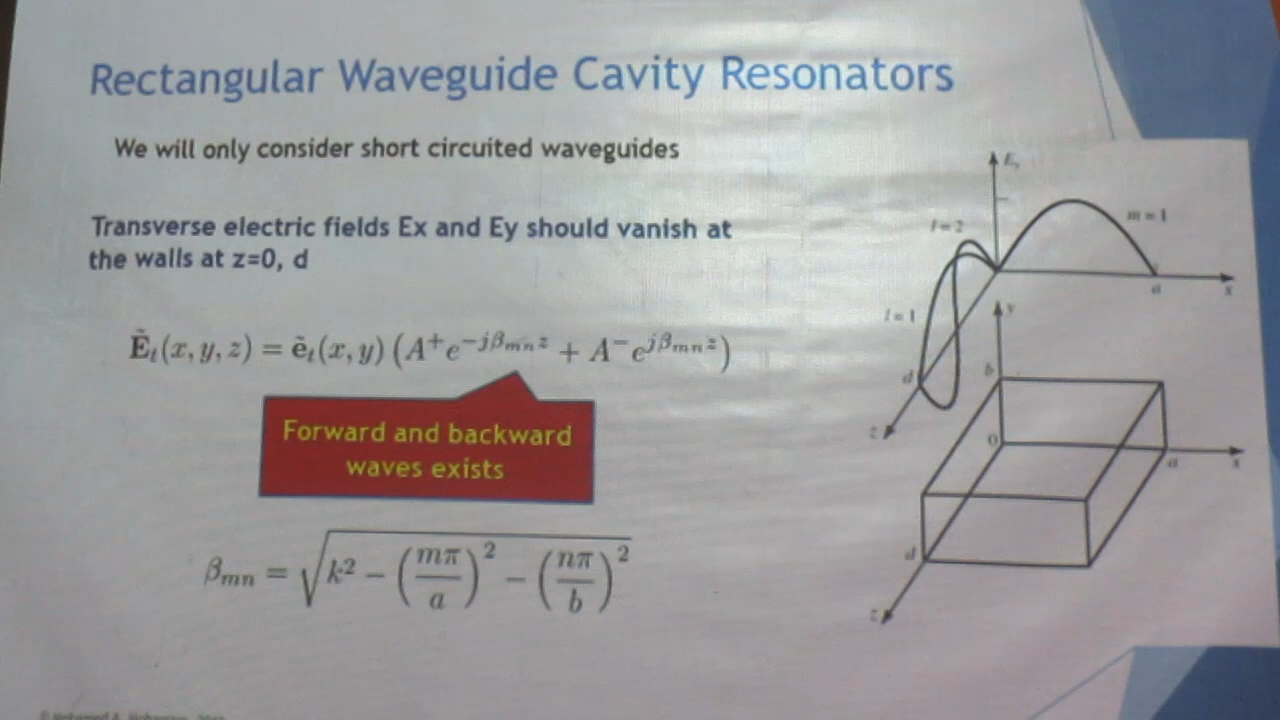 Rectangular Waveguide Cavity Resonators
We will only consider short circuited waveguides
Transverse electric fields Ex and Ey should vanish at
the walls at z=0, d
Ẽₜ(x, y, z) = ẽₜ(x, y) (A⁺e^{−jβ_{mn}z} + A⁻e^{jβ_{mn}z})
Forward and backward
waves exists
β_{mn} = √(k² − (mπ/a)² − (nπ/b)²)
E_y
m = 1
l = 2
a
x
l = 1
y
d
b
z
0
x
a
d
z